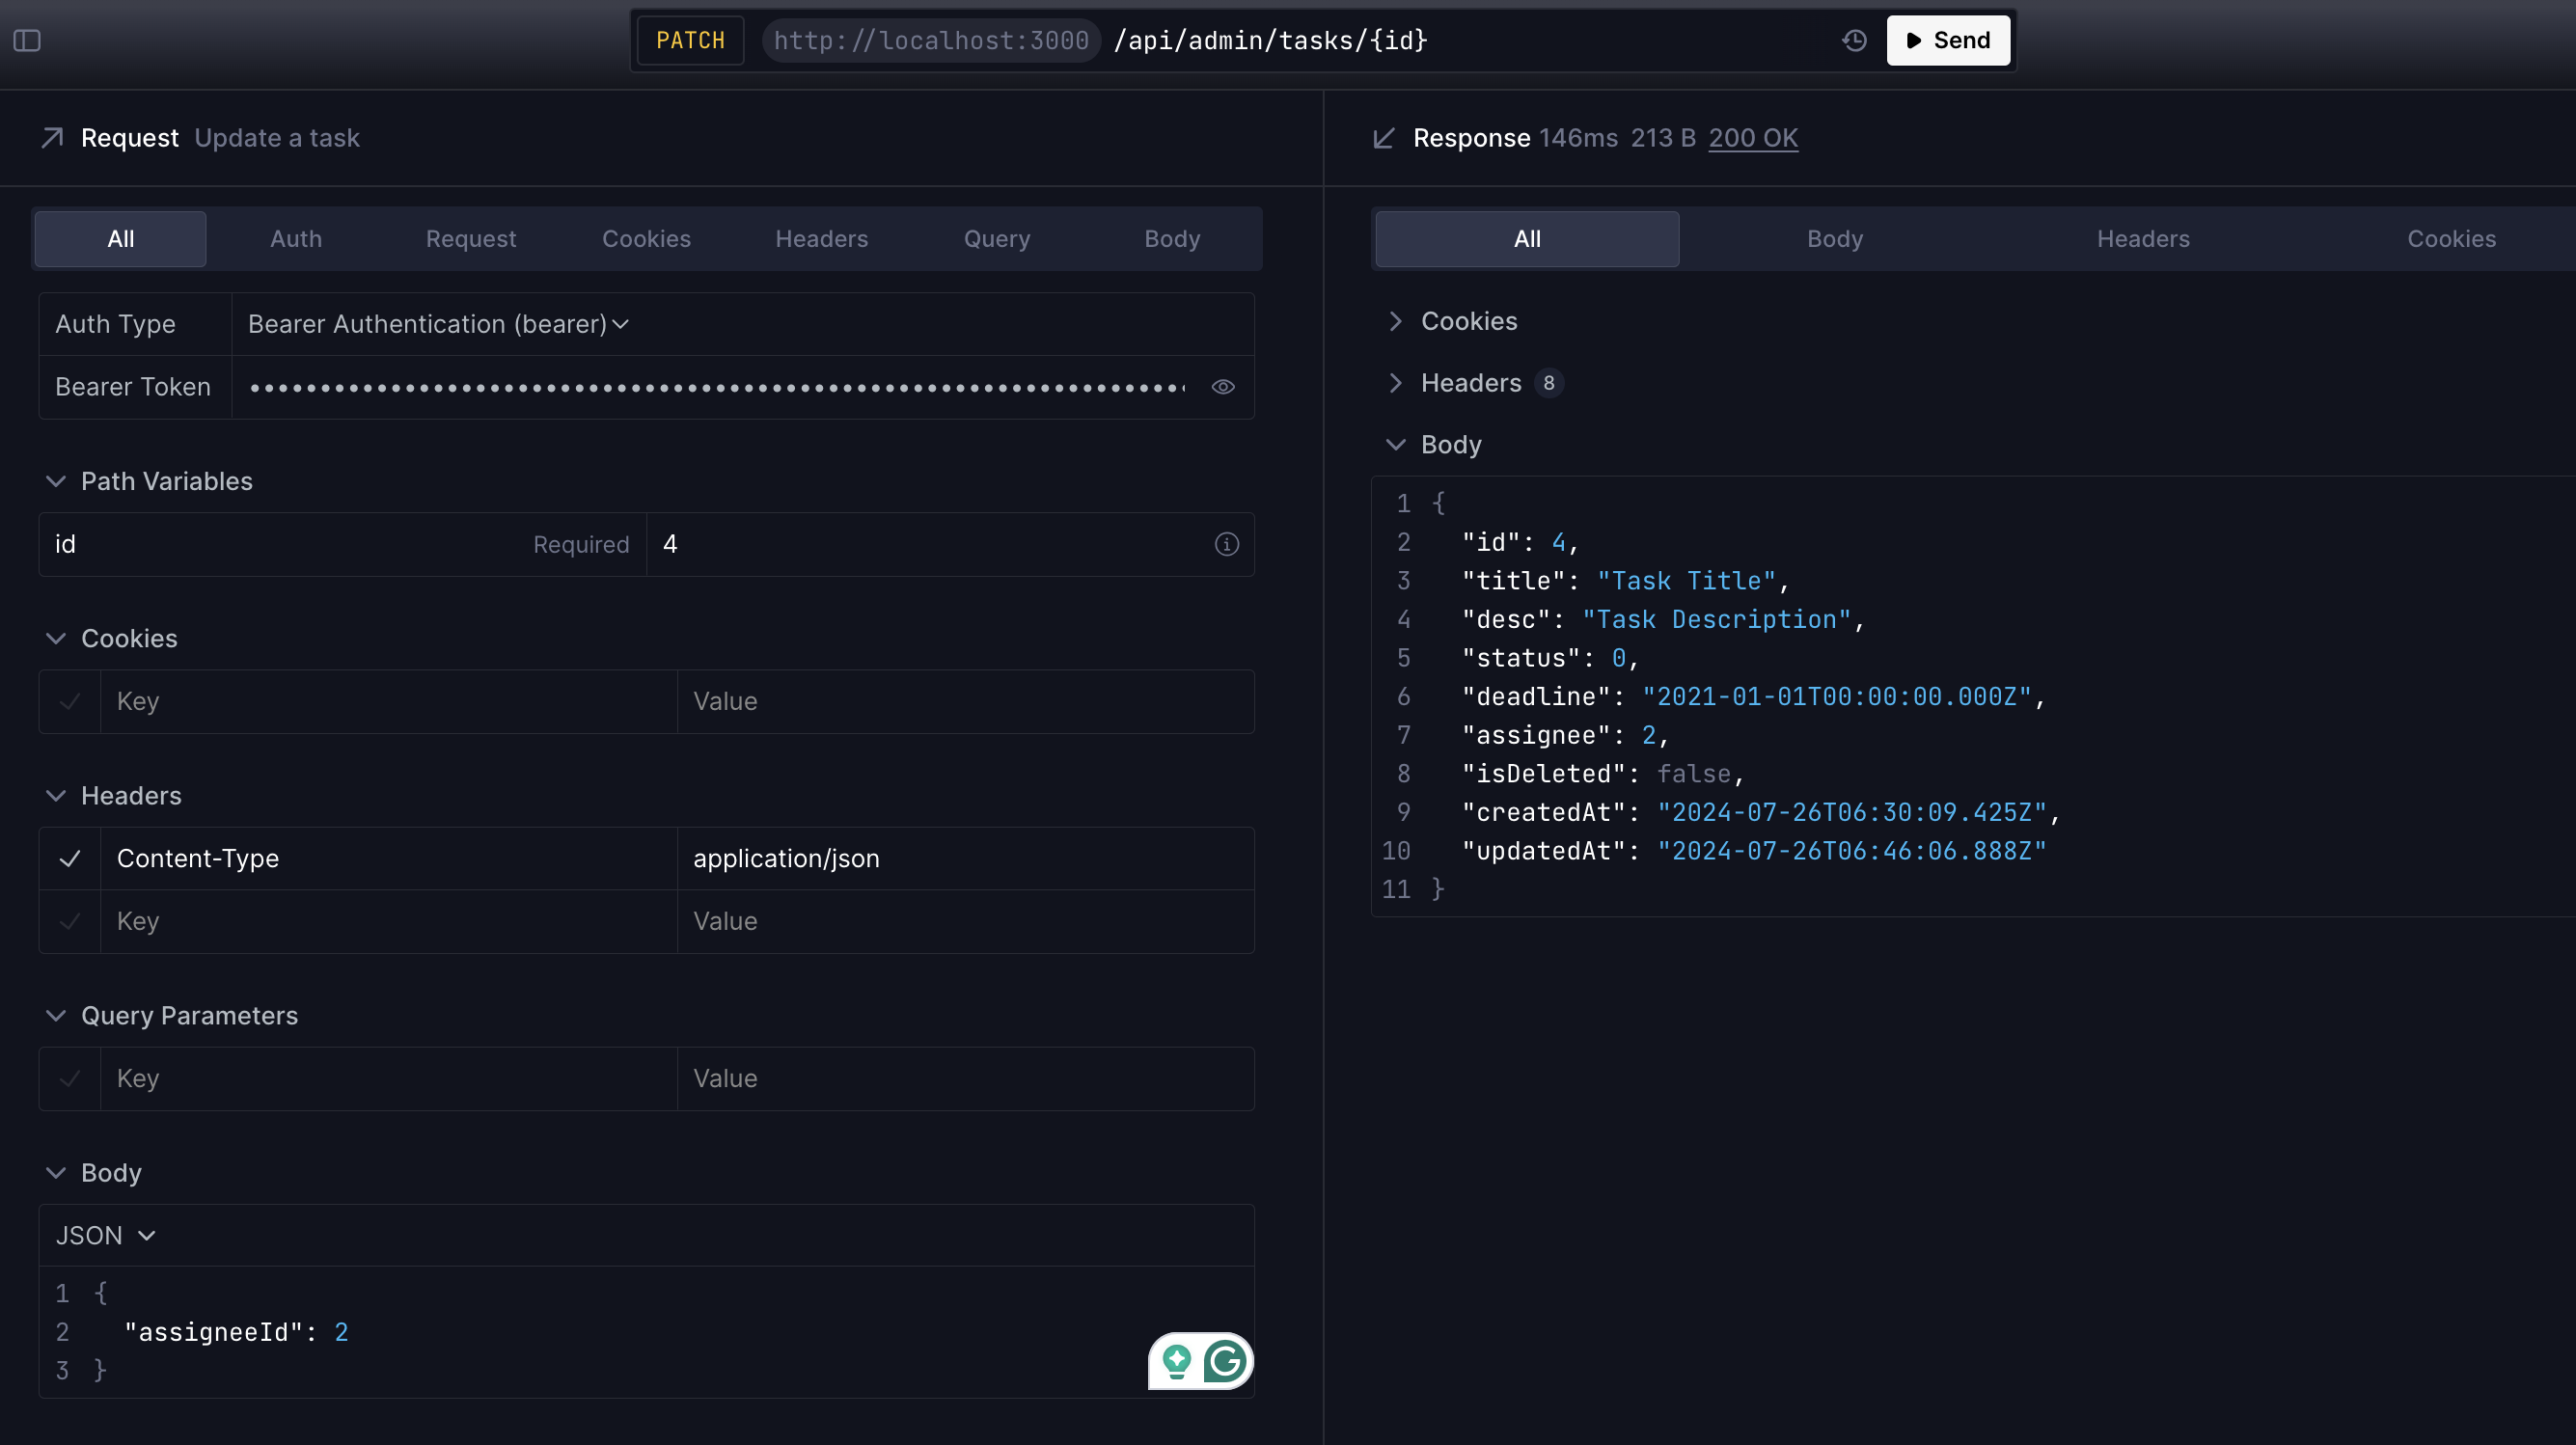 PATCH http://localhost:3000 /api/admin/tasks/{id} Send
Request Update a task
All Auth Request Cookies Headers Query Body
Auth Type Bearer Authentication (bearer)
Bearer Token ••••••••••••••••••••••••••••••••••••••••••••••••••••••••••••••••••
Path Variables
id Required 4
Cookies
Key Value
Headers
Content-Type application/json
Key Value
Query Parameters
Key Value
Body
JSON
1 {
2 "assigneeId": 2
3 }
Response 146ms 213 B 200 OK
All Body Headers Cookies
Cookies
Headers 8
Body
1 {
2 "id": 4,
3 "title": "Task Title",
4 "desc": "Task Description",
5 "status": 0,
6 "deadline": "2021-01-01T00:00:00.000Z",
7 "assignee": 2,
8 "isDeleted": false,
9 "createdAt": "2024-07-26T06:30:09.425Z",
10 "updatedAt": "2024-07-26T06:46:06.888Z"
11 }